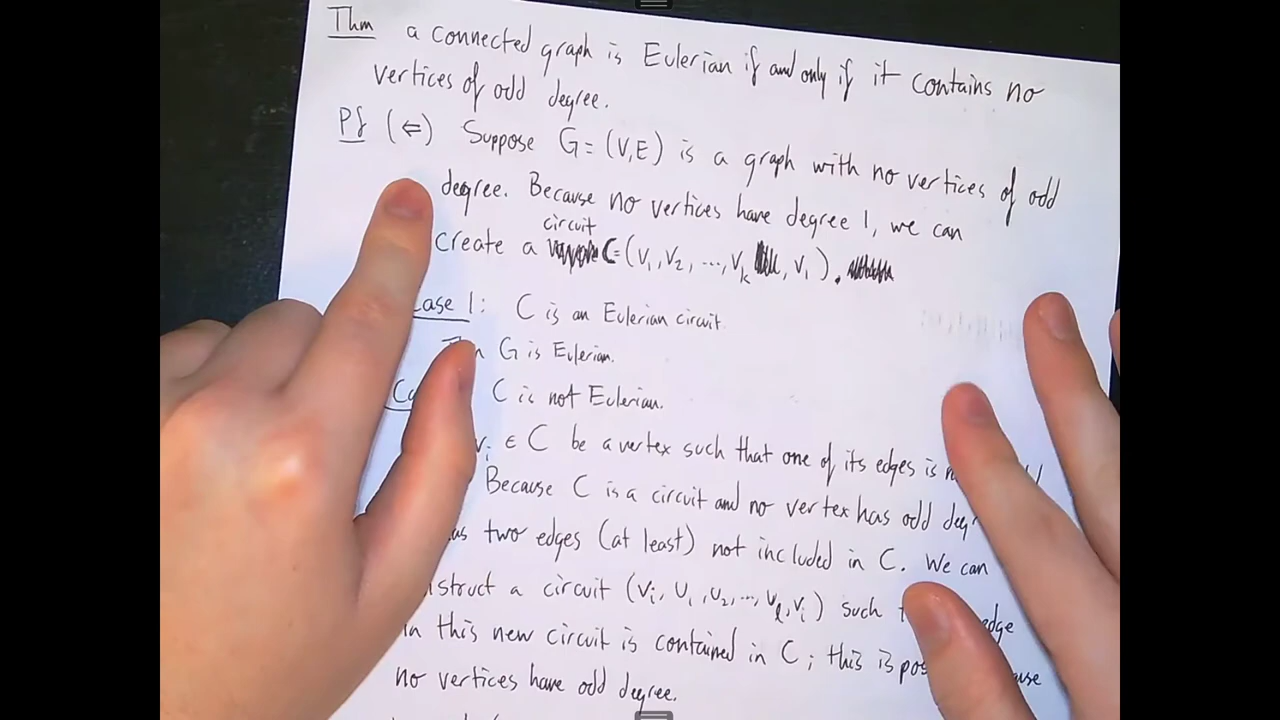 Thm a connected graph is Eulerian if and only if it contains no
vertices of odd degree.
Pf (⇐) Suppose G=(V,E) is a graph with no vertices of odd
degree. Because no vertices have degree 1, we can
circuit
create a C=(v₁,v₂,...,vₖ, v₁).
Case 1: C is an Eulerian circuit.
G is Eulerian.
C is not Eulerian.
vᵢ ∈ C be a vertex such that one of its edges is
Because C is a circuit and no vertex has odd
two edges (at least) not included in C. We can
a circuit (vᵢ, u₁, u₂,..., uₗ, vᵢ) such edge
in this new circuit is contained in C; this is
no vertices have odd degree.